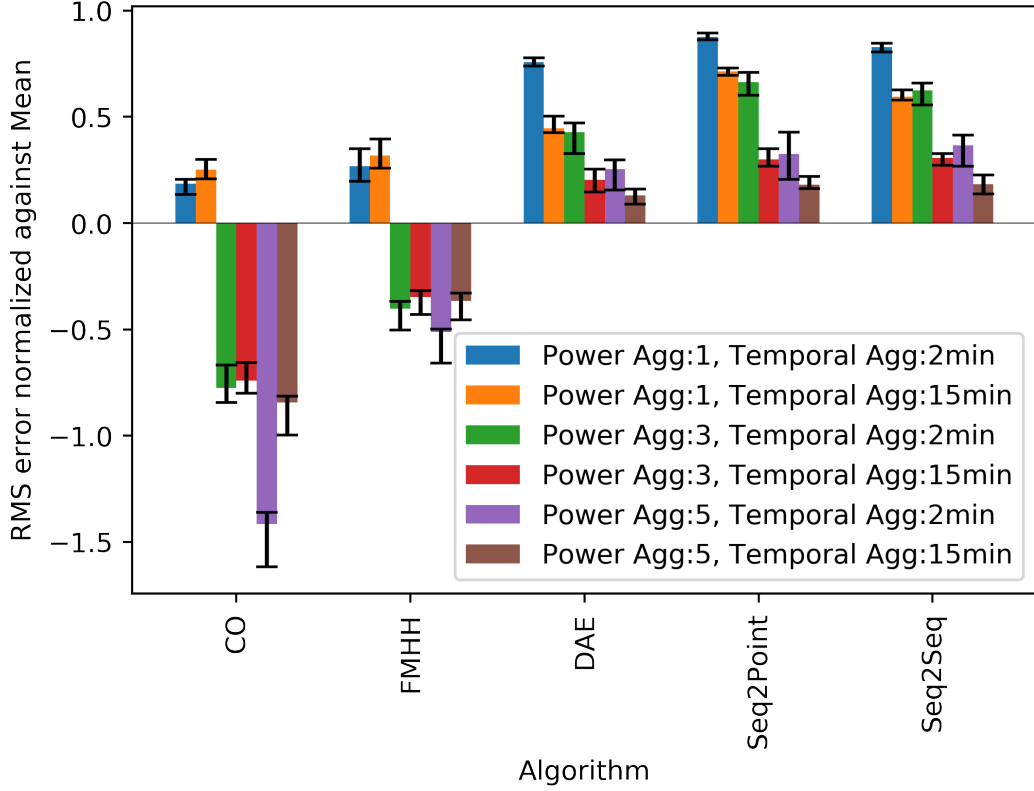 1.0
0.5
0.0
−0.5
−1.0
−1.5
RMS error normalized against Mean
Power Agg:1, Temporal Agg:2min
Power Agg:1, Temporal Agg:15min
Power Agg:3, Temporal Agg:2min
Power Agg:3, Temporal Agg:15min
Power Agg:5, Temporal Agg:2min
Power Agg:5, Temporal Agg:15min
CO
FMHH
DAE
Seq2Point
Seq2Seq
Algorithm